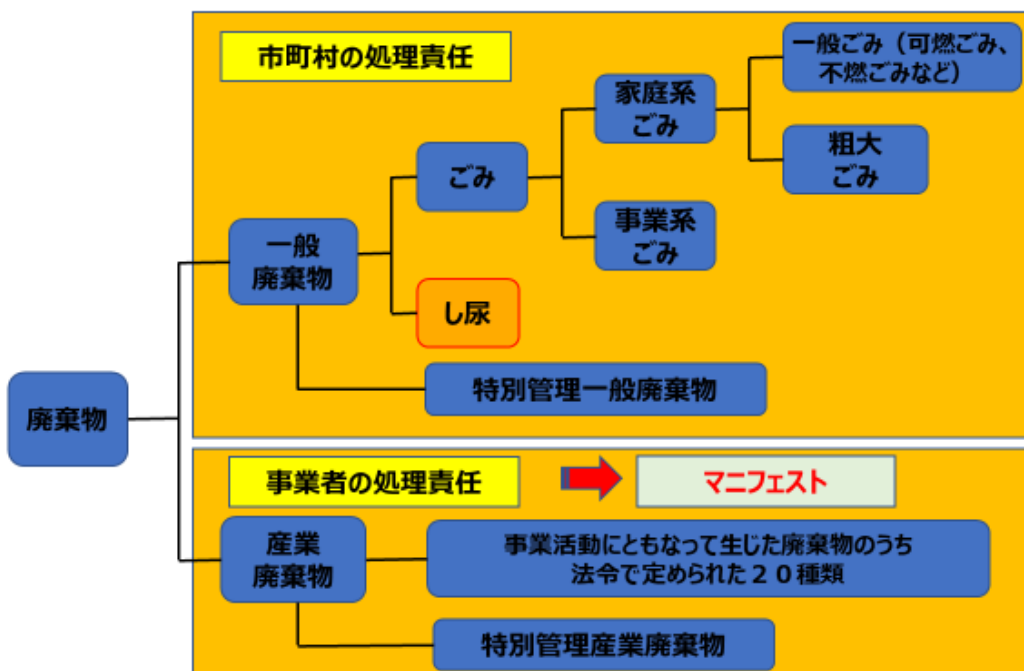 市町村の処理責任
一般ごみ（可燃ごみ、
不燃ごみなど）
家庭系
ごみ
粗大
ごみ
ごみ
事業系
ごみ
一般
廃棄物
し尿
特別管理一般廃棄物
廃棄物
事業者の処理責任
マニフェスト
産業
廃棄物
事業活動にともなって生じた廃棄物のうち
法令で定められた２０種類
特別管理産業廃棄物